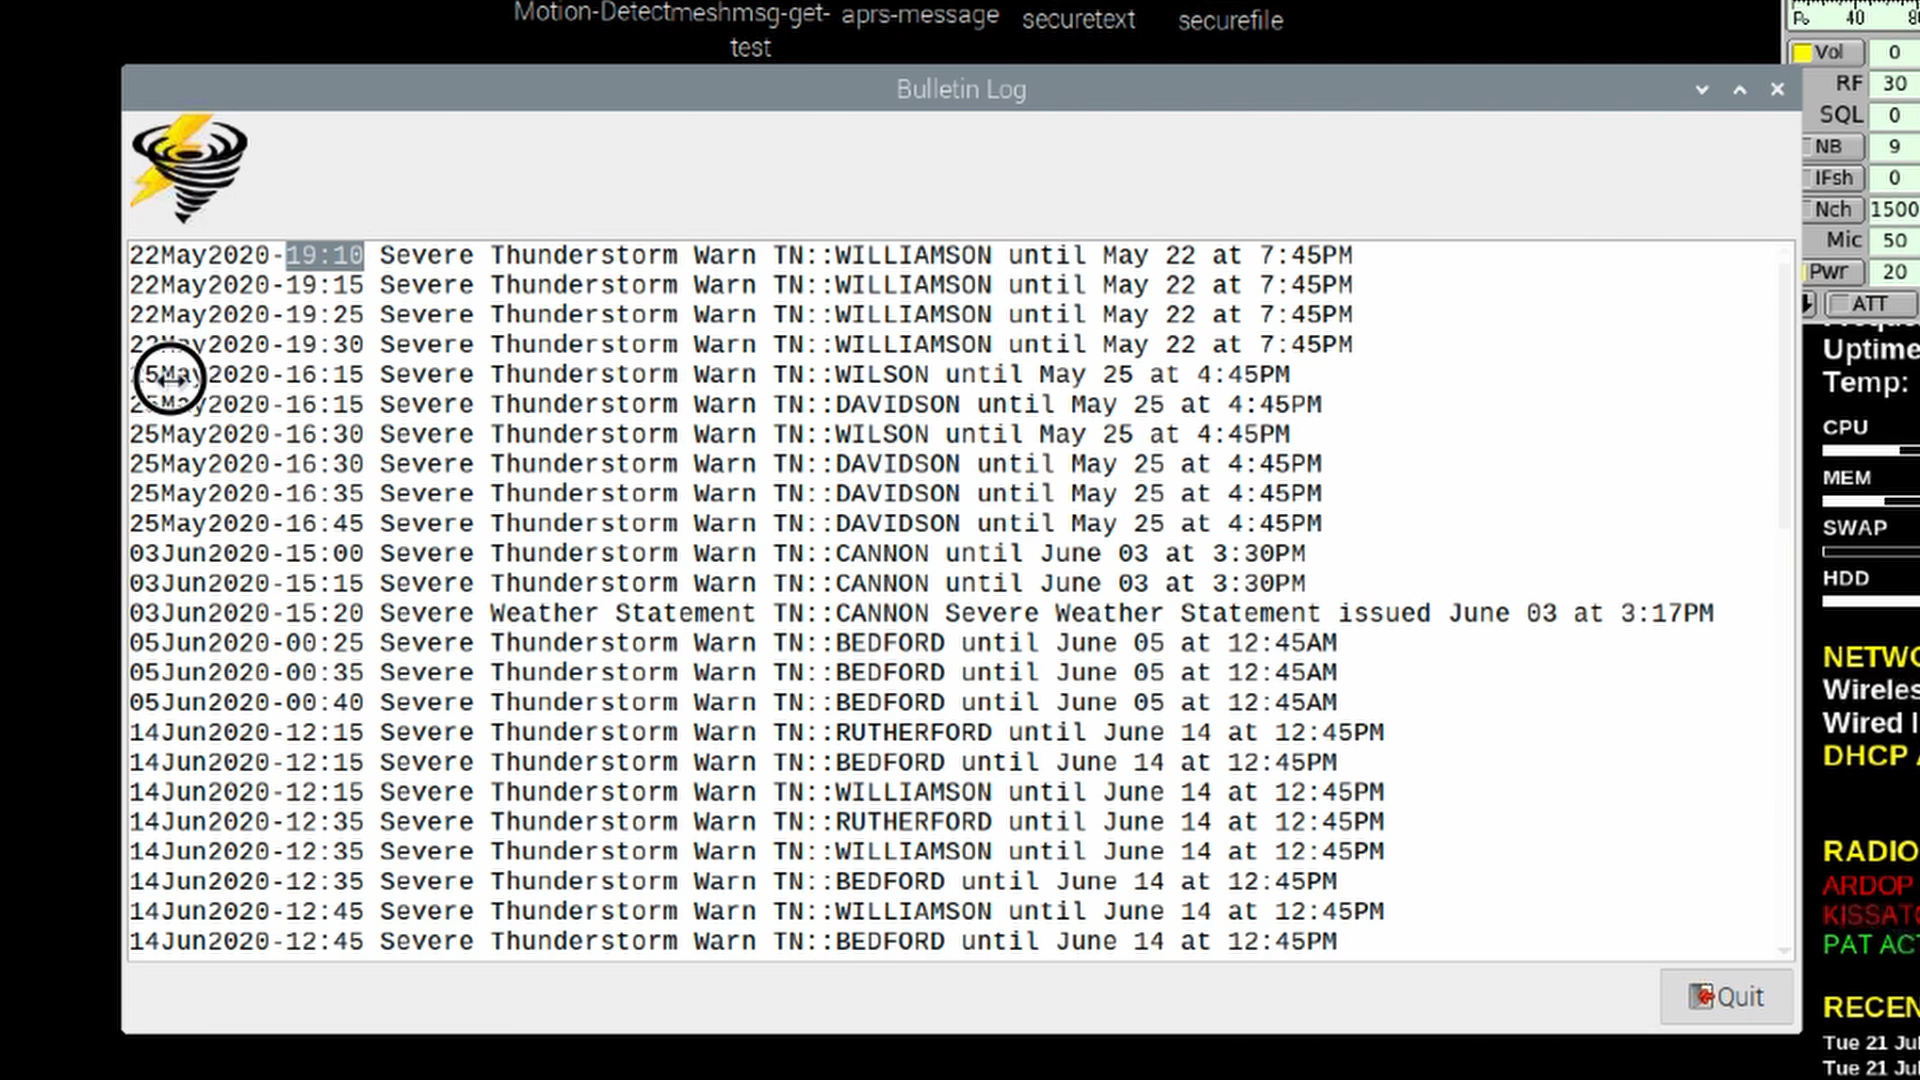 Motion-Detect
meshmsg-get-
test
aprs-message
securetext
securefile
Bulletin Log
22May2020-19:10 Severe Thunderstorm Warn TN::WILLIAMSON until May 22 at 7:45PM
22May2020-19:15 Severe Thunderstorm Warn TN::WILLIAMSON until May 22 at 7:45PM
22May2020-19:25 Severe Thunderstorm Warn TN::WILLIAMSON until May 22 at 7:45PM
22May2020-19:30 Severe Thunderstorm Warn TN::WILLIAMSON until May 22 at 7:45PM
25May2020-16:15 Severe Thunderstorm Warn TN::WILSON until May 25 at 4:45PM
25May2020-16:15 Severe Thunderstorm Warn TN::DAVIDSON until May 25 at 4:45PM
25May2020-16:30 Severe Thunderstorm Warn TN::WILSON until May 25 at 4:45PM
25May2020-16:30 Severe Thunderstorm Warn TN::DAVIDSON until May 25 at 4:45PM
25May2020-16:35 Severe Thunderstorm Warn TN::DAVIDSON until May 25 at 4:45PM
25May2020-16:45 Severe Thunderstorm Warn TN::DAVIDSON until May 25 at 4:45PM
03Jun2020-15:00 Severe Thunderstorm Warn TN::CANNON until June 03 at 3:30PM
03Jun2020-15:15 Severe Thunderstorm Warn TN::CANNON until June 03 at 3:30PM
03Jun2020-15:20 Severe Weather Statement TN::CANNON Severe Weather Statement issued June 03 at 3:17PM
05Jun2020-00:25 Severe Thunderstorm Warn TN::BEDFORD until June 05 at 12:45AM
05Jun2020-00:35 Severe Thunderstorm Warn TN::BEDFORD until June 05 at 12:45AM
05Jun2020-00:40 Severe Thunderstorm Warn TN::BEDFORD until June 05 at 12:45AM
14Jun2020-12:15 Severe Thunderstorm Warn TN::RUTHERFORD until June 14 at 12:45PM
14Jun2020-12:15 Severe Thunderstorm Warn TN::BEDFORD until June 14 at 12:45PM
14Jun2020-12:15 Severe Thunderstorm Warn TN::WILLIAMSON until June 14 at 12:45PM
14Jun2020-12:35 Severe Thunderstorm Warn TN::RUTHERFORD until June 14 at 12:45PM
14Jun2020-12:35 Severe Thunderstorm Warn TN::WILLIAMSON until June 14 at 12:45PM
14Jun2020-12:35 Severe Thunderstorm Warn TN::BEDFORD until June 14 at 12:45PM
14Jun2020-12:45 Severe Thunderstorm Warn TN::WILLIAMSON until June 14 at 12:45PM
14Jun2020-12:45 Severe Thunderstorm Warn TN::BEDFORD until June 14 at 12:45PM
Quit
Po 40
Vol 0
RF 30
SQL 0
NB 9
IFsh 0
Nch 1500
Mic 50
Pwr 20
ATT
Uptime
Temp:
CPU
MEM
SWAP
HDD
NETWO
Wireles
Wired
DHCP
RADIO
ARDOP
KISSAT
PAT AC
RECEN
Tue 21 Jul
Tue 21 Jul